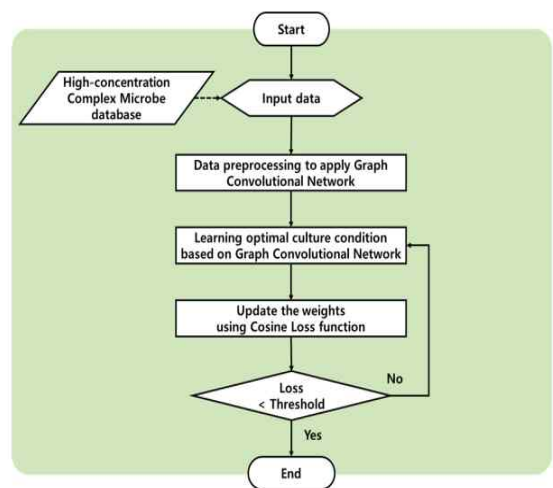 Start
High-concentration
Complex Microbe
database
Input data
Data preprocessing to apply Graph
Convolutional Network
Learning optimal culture condition
based on Graph Convolutional Network
Update the weights
using Cosine Loss function
Loss
< Threshold
No
Yes
End